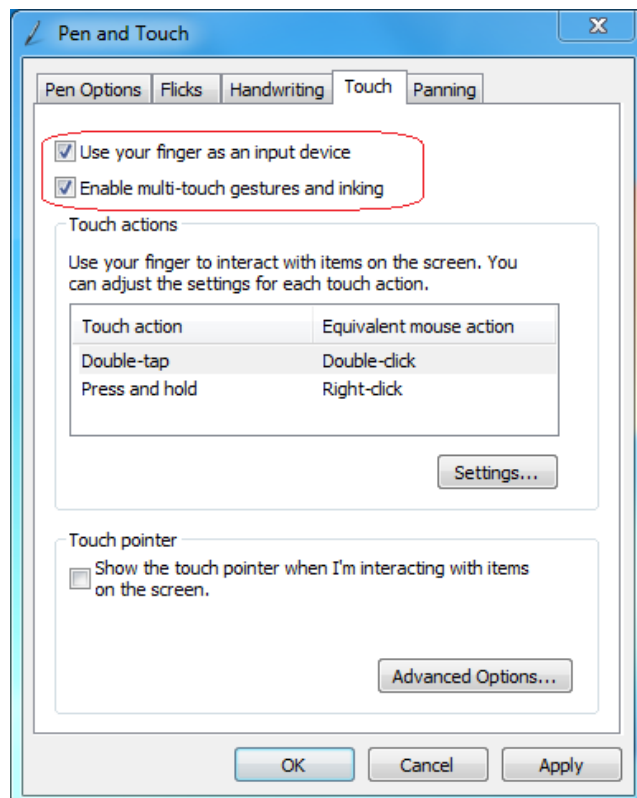 Pen and Touch
Pen Options Flicks Handwriting Touch Panning
Use your finger as an input device
Enable multi-touch gestures and inking
Touch actions
Use your finger to interact with items on the screen. You
can adjust the settings for each touch action.
Touch action Equivalent mouse action
Double-tap Double-click
Press and hold Right-click
Settings...
Touch pointer
Show the touch pointer when I'm interacting with items
on the screen.
Advanced Options...
OK Cancel Apply